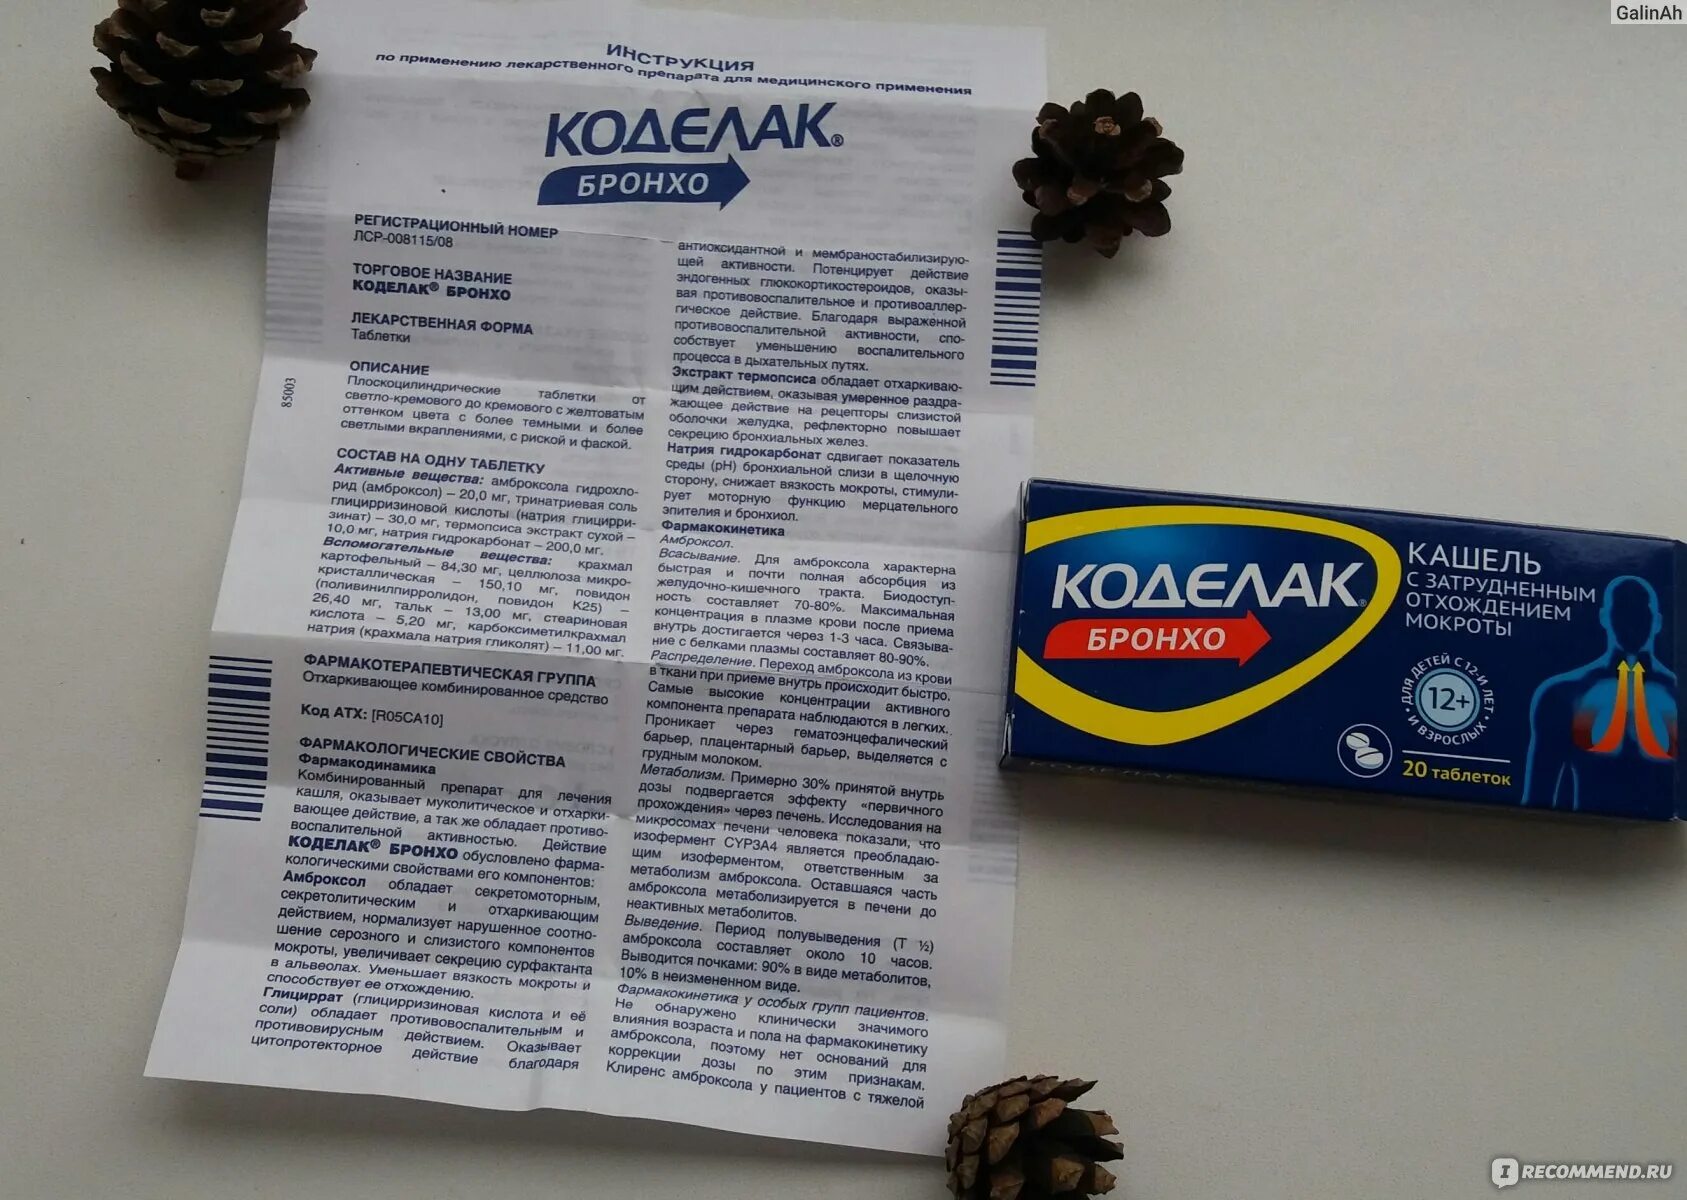 GalinAh
ИНСТРУКЦИЯ
по применению лекарственного препарата для медицинского применения
КОДЕЛАК®
БРОНХО
РЕГИСТРАЦИОННЫЙ НОМЕР
ЛСР-008115/08
ТОРГОВОЕ НАЗВАНИЕ
КОДЕЛАК® БРОНХО
ЛЕКАРСТВЕННАЯ ФОРМА
Таблетки
ОПИСАНИЕ
Плоскоцилиндрические таблетки от
светло-кремового до кремового с желтоватым
оттенком цвета с более темными и более
светлыми вкраплениями, с риской и фаской.
СОСТАВ НА ОДНУ ТАБЛЕТКУ
Активные вещества: амброксола гидрохло-
рид (амброксол) – 20,0 мг, тринатриевая соль
глицирризиновой кислоты (натрия глицирри-
зинат) – 30,0 мг, термопсиса экстракт сухой –
10,0 мг, натрия гидрокарбонат – 200,0 мг.
Вспомогательные вещества: крахмал
картофельный – 84,30 мг, целлюлоза микро-
кристаллическая – 150,10 мг, повидон
(поливинилпирролидон, повидон К25) –
26,40 мг, тальк – 13,00 мг, стеариновая
кислота – 5,20 мг, карбоксиметилкрахмал
натрия (крахмала натрия гликолят) – 11,00 мг.
ФАРМАКОТЕРАПЕВТИЧЕСКАЯ ГРУППА
Отхаркивающее комбинированное средство
Код АТХ: [R05CA10]
ФАРМАКОЛОГИЧЕСКИЕ СВОЙСТВА
Фармакодинамика
Комбинированный препарат для лечения
кашля, оказывает муколитическое и отхарки-
вающее действие, а так же обладает противо-
воспалительной активностью. Действие
КОДЕЛАК® БРОНХО обусловлено фарма-
кологическими свойствами его компонентов:
Амброксол обладает секретомоторным,
секретолитическим и отхаркивающим
действием, нормализует нарушенное соотно-
шение серозного и слизистого компонентов
мокроты, увеличивает секрецию сурфактанта
в альвеолах. Уменьшает вязкость мокроты и
способствует ее отхождению.
Глициррат (глицирризиновая кислота и её
соли) обладает противовоспалительным и
противовирусным действием. Оказывает
цитопротекторное действие благодаря
антиоксидантной и мембраностабилизирую-
щей активности. Потенцирует действие
эндогенных глюкокортикостероидов, оказы-
вая противовоспалительное и противоаллер-
гическое действие. Благодаря выраженной
противовоспалительной активности, спо-
собствует уменьшению воспалительного
процесса в дыхательных путях.
Экстракт термопсиса обладает отхаркиваю-
щим действием, оказывая умеренное раздра-
жающее действие на рецепторы слизистой
оболочки желудка, рефлекторно повышает
секрецию бронхиальных желез.
Натрия гидрокарбонат сдвигает показатель
среды (рН) бронхиальной слизи в щелочную
сторону, снижает вязкость мокроты, стимули-
рует моторную функцию мерцательного
эпителия и бронхиол.
Фармакокинетика
Амброксол.
Всасывание. Для амброксола характерна
быстрая и почти полная абсорбция из
желудочно-кишечного тракта. Биодоступ-
ность составляет 70-80%. Максимальная
концентрация в плазме крови после приема
внутрь достигается через 1-3 часа. Связыва-
ние с белками плазмы составляет 80-90%.
Распределение. Переход амброксола из крови
в ткани при приеме внутрь происходит быстро.
Самые высокие концентрации активного
компонента препарата наблюдаются в легких.
Проникает через гематоэнцефалический
барьер, плацентарный барьер, выделяется с
грудным молоком.
Метаболизм. Примерно 30% принятой внутрь
дозы подвергается эффекту «первичного
прохождения» через печень. Исследования на
микросомах печени человека показали, что
изофермент CYP3A4 является преобладаю-
щим изоферментом, ответственным за
метаболизм амброксола. Оставшаяся часть
амброксола метаболизируется в печени до
неактивных метаболитов.
Выведение. Период полувыведения (T ½)
амброксола составляет около 10 часов.
Выводится почками: 90% в виде метаболитов,
10% в неизмененном виде.
Фармакокинетика у особых групп пациентов.
Не обнаружено клинически значимого
влияния возраста и пола на фармакокинетику
амброксола, поэтому нет оснований для
коррекции дозы по этим признакам.
Клиренс амброксола у пациентов с тяжелой
85003
КОДЕЛАК®
БРОНХО
КАШЕЛЬ
С ЗАТРУДНЕННЫМ
ОТХОЖДЕНИЕМ
МОКРОТЫ
ДЛЯ ДЕТЕЙ С 12-И ЛЕТ
12+
И ВЗРОСЛЫХ
20 таблеток
IRECOMMEND.RU